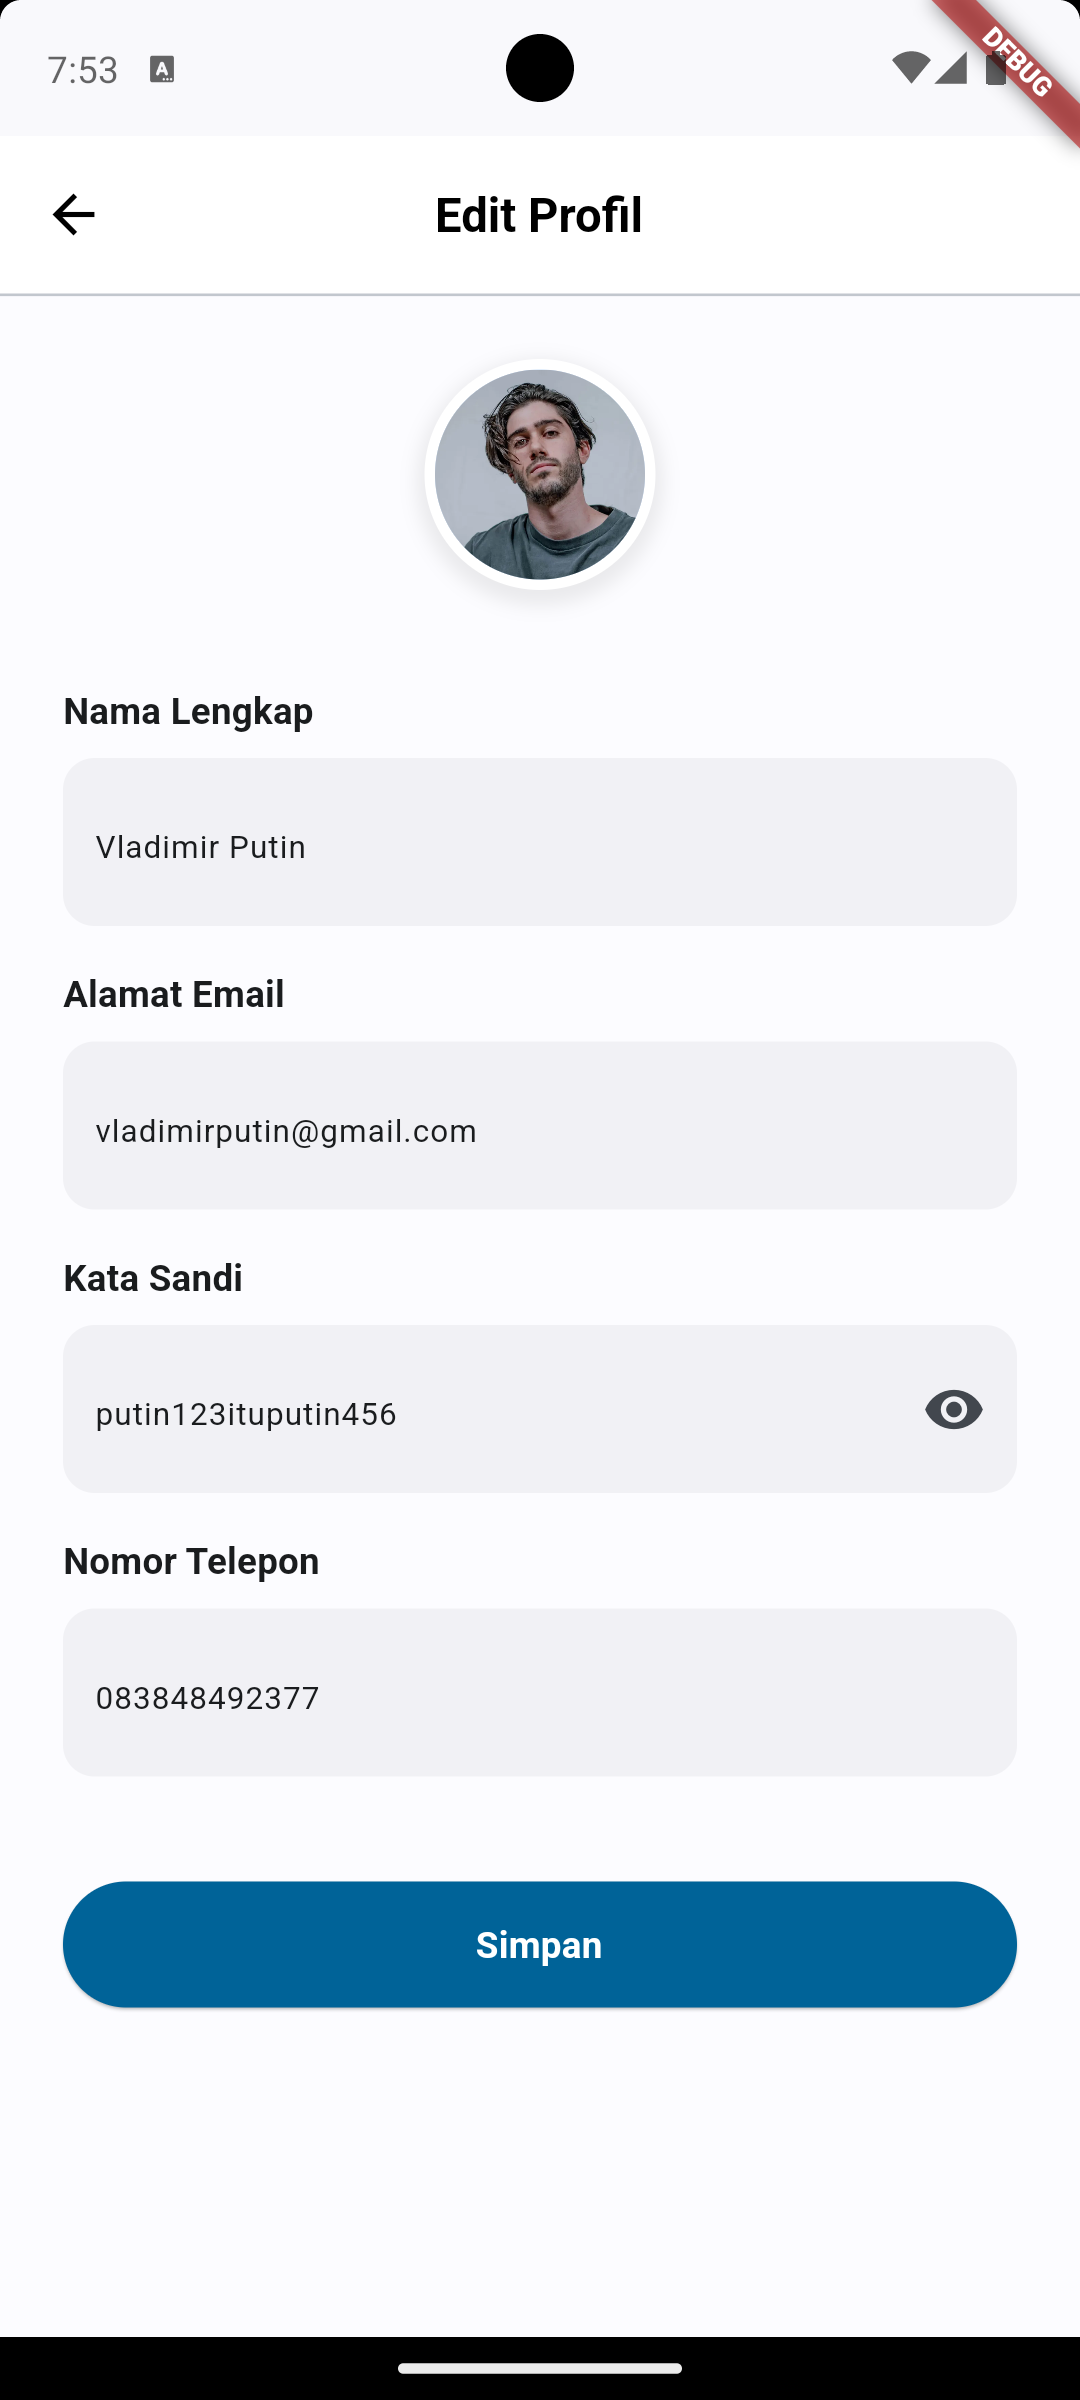 7:53
DEBUG
Edit Profil
Nama Lengkap
Vladimir Putin
Alamat Email
vladimirputin@gmail.com
Kata Sandi
putin123ituputin456
Nomor Telepon
083848492377
Simpan